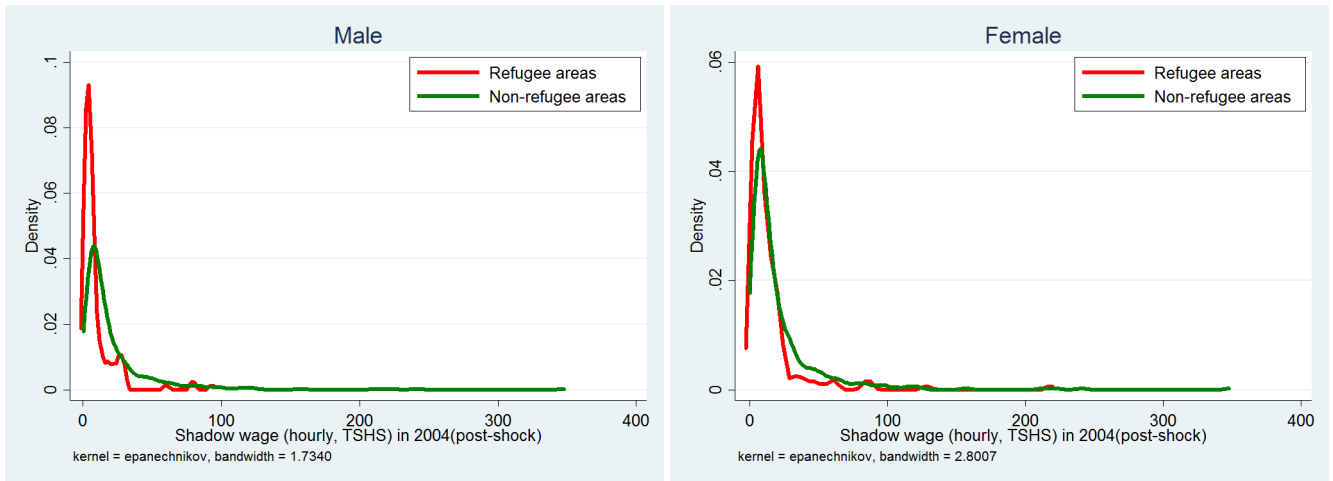 Male
Refugee areas
Non-refugee areas
Density
.1
.08
.06
.04
.02
0
0 100 200 300 400
Shadow wage (hourly, TSHS) in 2004(post-shock)
kernel = epanechnikov, bandwidth = 1.7340
Female
Refugee areas
Non-refugee areas
Density
.06
.04
.02
0
0 100 200 300 400
Shadow wage (hourly, TSHS) in 2004(post-shock)
kernel = epanechnikov, bandwidth = 2.8007